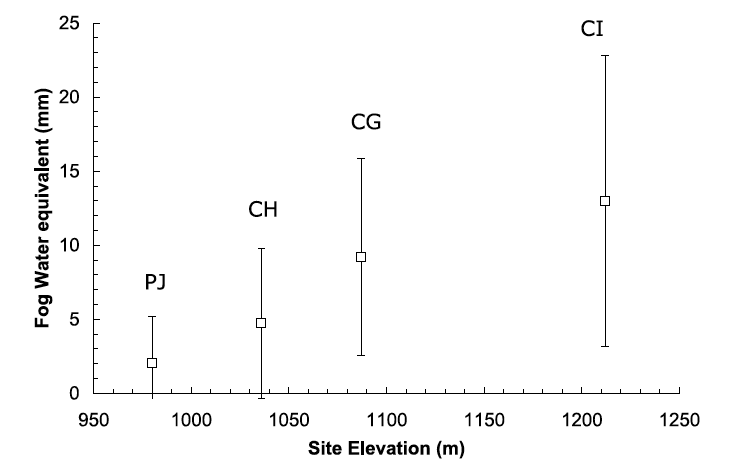 Fog Water equivalent (mm)
25
20
15
10
5
0
PJ
CH
CG
CI
950 1000 1050 1100 1150 1200 1250
Site Elevation (m)